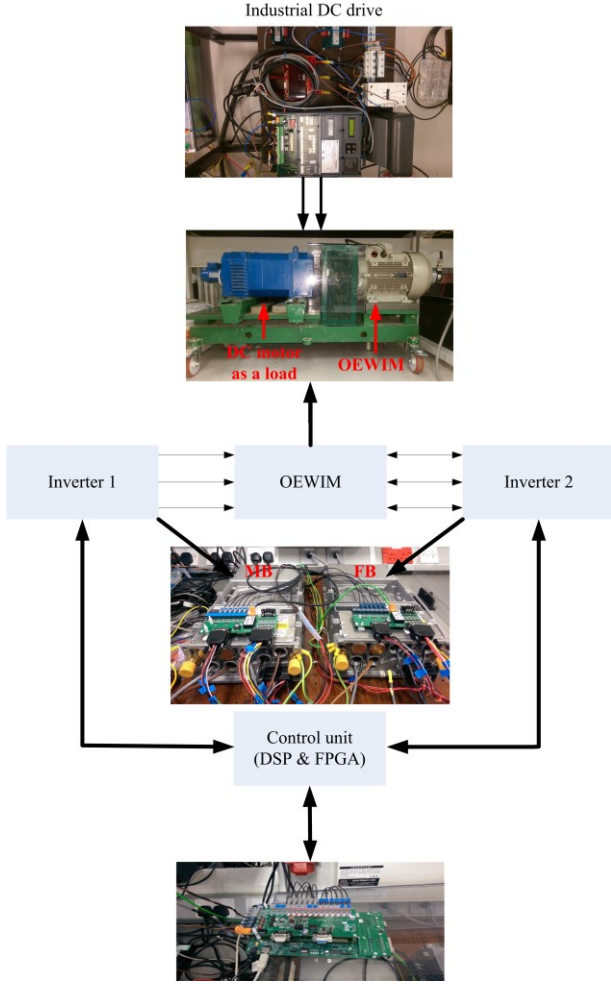 Industrial DC drive
DC motor
as a load
OEWIM
Inverter 1
OEWIM
Inverter 2
MB
FB
Control unit
(DSP & FPGA)